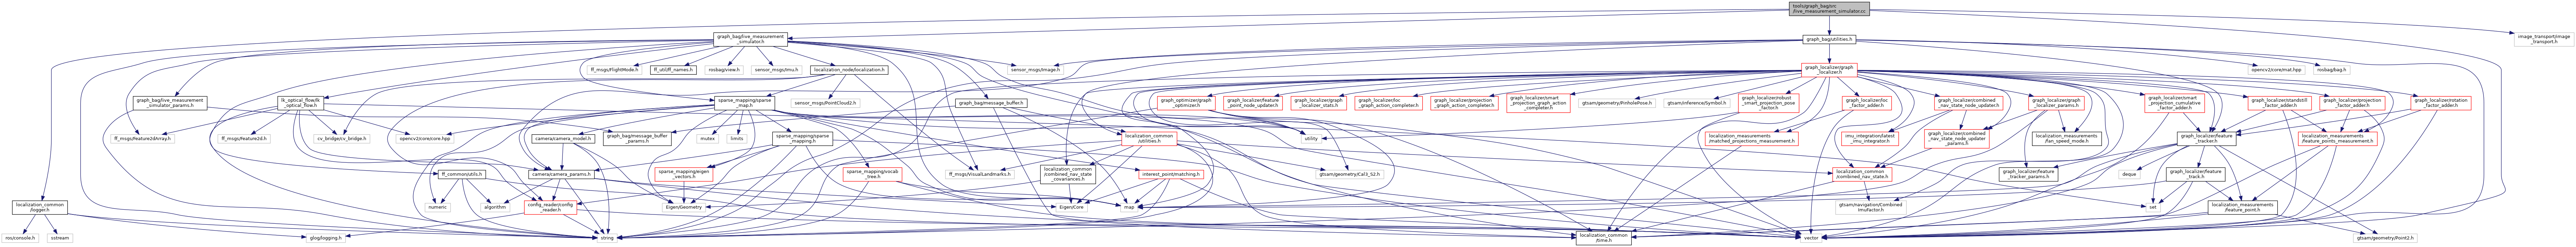 tools/graph_bag/src
/live_measurement_simulator.cc
graph_bag/live_measurement
_simulator.h
graph_bag/utilities.h
image_transport/image
_transport.h
ff_msgs/FlightMode.h
ff_util/ff_names.h
rosbag/view.h
sensor_msgs/Imu.h
localization_node/localization.h
sensor_msgs/Image.h
graph_localizer/graph
_localizer.h
opencv2/core/mat.hpp
rosbag/bag.h
graph_bag/live_measurement
_simulator_params.h
lk_optical_flow/lk
_optical_flow.h
sparse_mapping/sparse
_map.h
sensor_msgs/PointCloud2.h
graph_bag/message_buffer.h
graph_optimizer/graph
_optimizer.h
graph_localizer/feature
_point_node_updater.h
graph_localizer/graph
_localizer_stats.h
graph_localizer/loc
_graph_action_completer.h
graph_localizer/projection
_graph_action_completer.h
graph_localizer/smart
_projection_graph_action
_completer.h
gtsam/geometry/PinholePose.h
gtsam/inference/Symbol.h
graph_localizer/robust
_smart_projection_pose
_factor.h
graph_localizer/loc
_factor_adder.h
graph_localizer/combined
_nav_state_node_updater.h
graph_localizer/graph
_localizer_params.h
graph_localizer/smart
_projection_cumulative
_factor_adder.h
graph_localizer/standstill
_factor_adder.h
graph_localizer/projection
_factor_adder.h
graph_localizer/rotation
_factor_adder.h
ff_msgs/Feature2dArray.h
ff_msgs/Feature2d.h
cv_bridge/cv_bridge.h
opencv2/core/core.hpp
camera/camera_model.h
graph_bag/message_buffer
_params.h
mutex
limits
sparse_mapping/sparse
_mapping.h
localization_common
/utilities.h
utility
localization_measurements
/matched_projections_measurement.h
imu_integration/latest
_imu_integrator.h
graph_localizer/combined
_nav_state_node_updater
_params.h
localization_measurements
/fan_speed_mode.h
graph_localizer/feature
_tracker.h
localization_measurements
/feature_points_measurement.h
ff_common/utils.h
camera/camera_params.h
sparse_mapping/eigen
_vectors.h
sparse_mapping/vocab
_tree.h
ff_msgs/VisualLandmarks.h
localization_common
/combined_nav_state
_covariances.h
interest_point/matching.h
gtsam/geometry/Cal3_S2.h
localization_common
/combined_nav_state.h
graph_localizer/feature
_tracker_params.h
deque
graph_localizer/feature
_track.h
localization_common
/logger.h
numeric
algorithm
config_reader/config
_reader.h
Eigen/Geometry
Eigen/Core
map
gtsam/navigation/Combined
ImuFactor.h
set
localization_measurements
/feature_point.h
ros/console.h
sstream
glog/logging.h
string
localization_common
/time.h
vector
gtsam/geometry/Point2.h